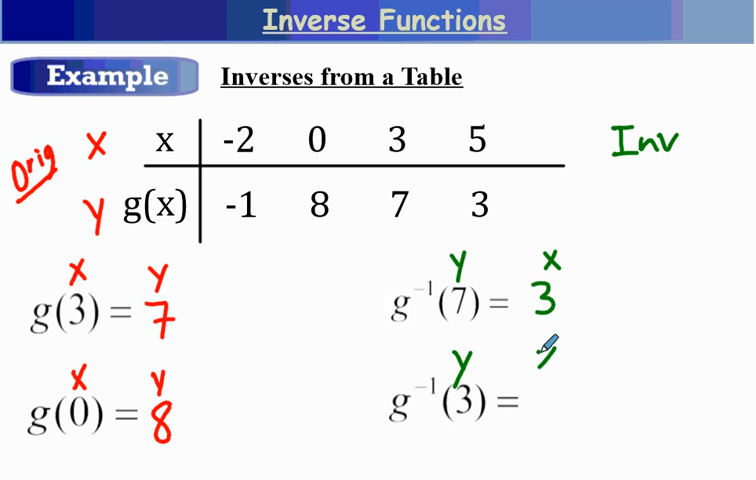 Inverse Functions
Example Inverses from a Table
Orig X x -2 0 3 5 Inv
Y g(x) -1 8 7 3
X Y Y X
g(3) = 7 g⁻¹(7) = 3
X Y Y
g(0) = 8 g⁻¹(3) =